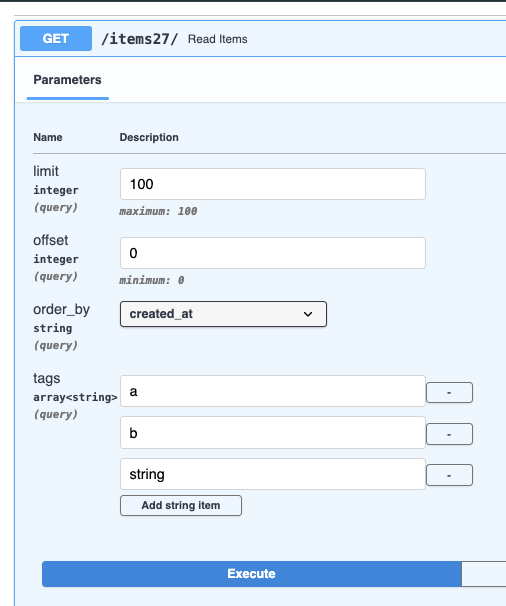 GET /items27/ Read Items
Parameters
Name Description
limit
integer
(query)
100
maximum: 100
offset
integer
(query)
0
minimum: 0
order_by
string
(query)
created_at
tags
array<string>
(query)
a
-
b
-
string
-
Add string item
Execute